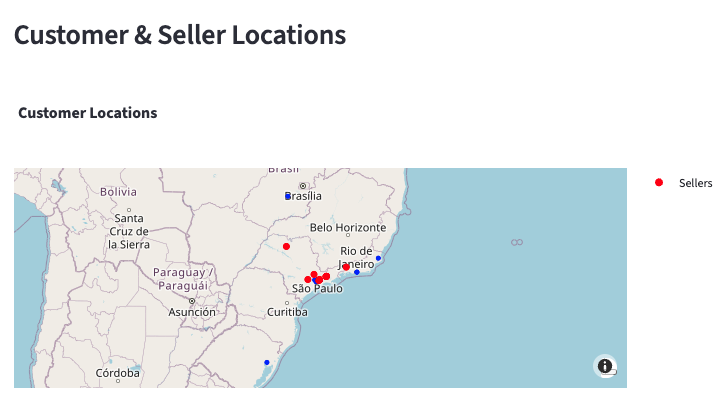 Customer & Seller Locations
Customer Locations
Brasil
Sellers
Bolivia
Brasília
Santa
Cruz de
la Sierra
Belo Horizonte
Rio de
Janeiro
Paraguay /
Paraguái
São Paulo
Asunción
Curitiba
Córdoba